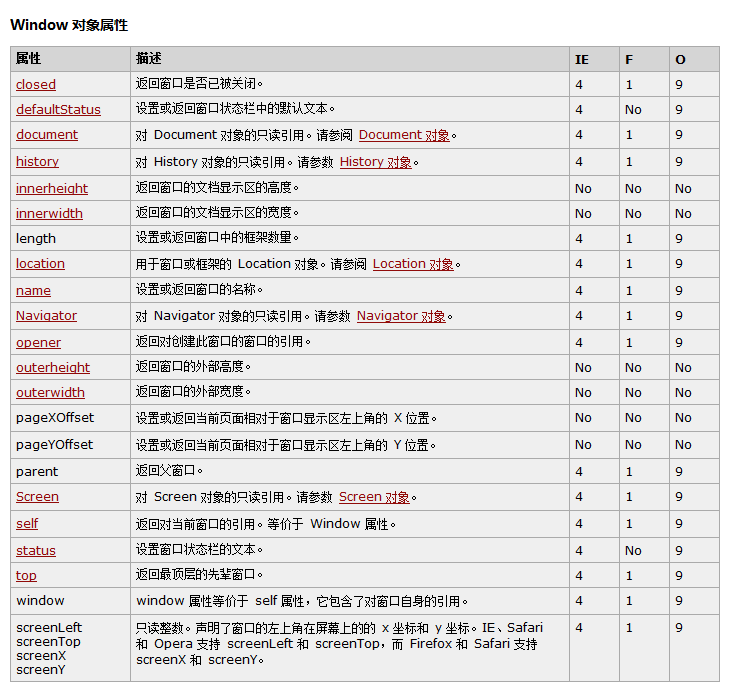 Window 对象属性
属性 描述 IE F O
closed 返回窗口是否已被关闭。 4 1 9
defaultStatus 设置或返回窗口状态栏中的默认文本。 4 No 9
document 对 Document 对象的只读引用。请参阅 Document 对象。 4 1 9
history 对 History 对象的只读引用。请参数 History 对象。 4 1 9
innerheight 返回窗口的文档显示区的高度。 No No No
innerwidth 返回窗口的文档显示区的宽度。 No No No
length 设置或返回窗口中的框架数量。 4 1 9
location 用于窗口或框架的 Location 对象。请参阅 Location 对象。 4 1 9
name 设置或返回窗口的名称。 4 1 9
Navigator 对 Navigator 对象的只读引用。请参数 Navigator 对象。 4 1 9
opener 返回对创建此窗口的窗口的引用。 4 1 9
outerheight 返回窗口的外部高度。 No No No
outerwidth 返回窗口的外部宽度。 No No No
pageXOffset 设置或返回当前页面相对于窗口显示区左上角的 X 位置。 No No No
pageYOffset 设置或返回当前页面相对于窗口显示区左上角的 Y 位置。 No No No
parent 返回父窗口。 4 1 9
Screen 对 Screen 对象的只读引用。请参数 Screen 对象。 4 1 9
self 返回对当前窗口的引用。等价于 Window 属性。 4 1 9
status 设置窗口状态栏的文本。 4 No 9
top 返回最顶层的先辈窗口。 4 1 9
window window 属性等价于 self 属性，它包含了对窗口自身的引用。 4 1 9
screenLeft 只读整数。声明了窗口的左上角在屏幕上的的 x 坐标和 y 坐标。IE、Safari 4 1 9
screenTop 和 Opera 支持 screenLeft 和 screenTop，而 Firefox 和 Safari 支持
screenX screenX 和 screenY。
screenY